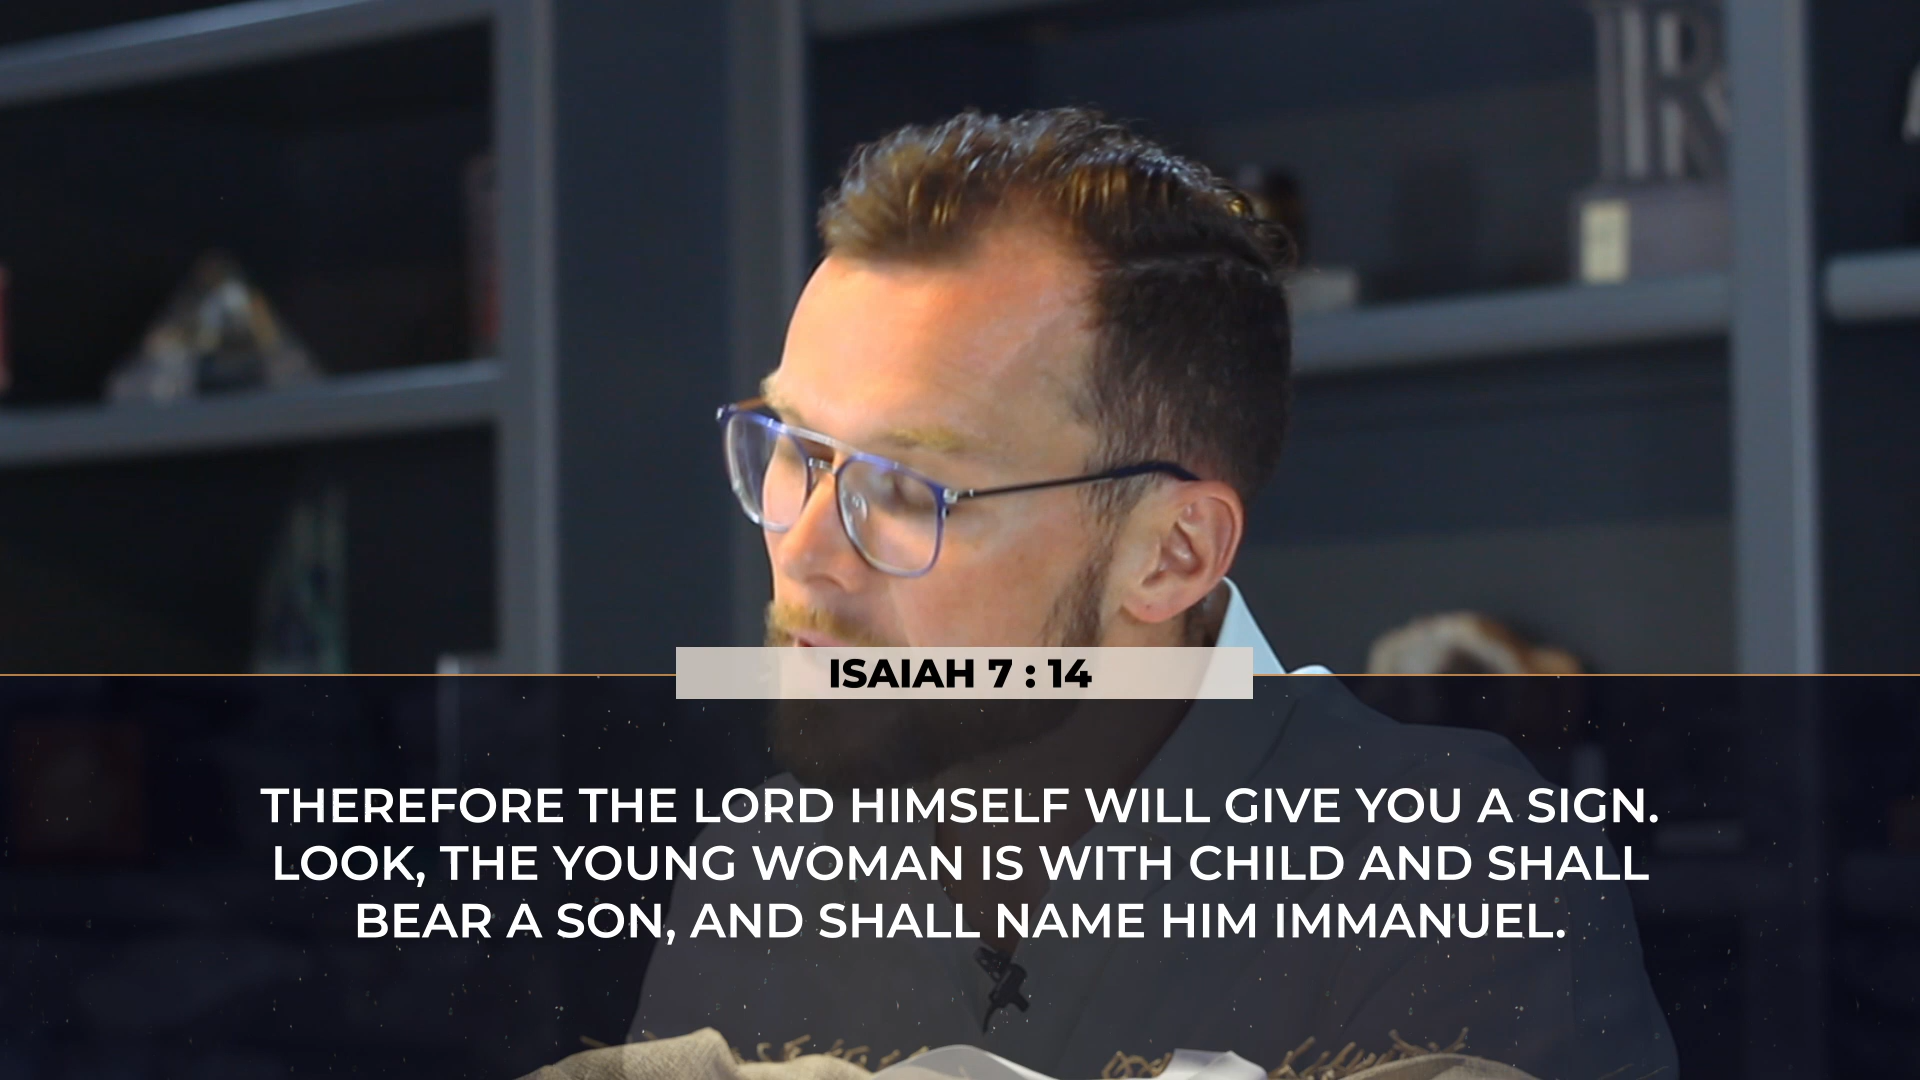 R
ISAIAH 7 : 14
THEREFORE THE LORD HIMSELF WILL GIVE YOU A SIGN.
LOOK, THE YOUNG WOMAN IS WITH CHILD AND SHALL
BEAR A SON, AND SHALL NAME HIM IMMANUEL.